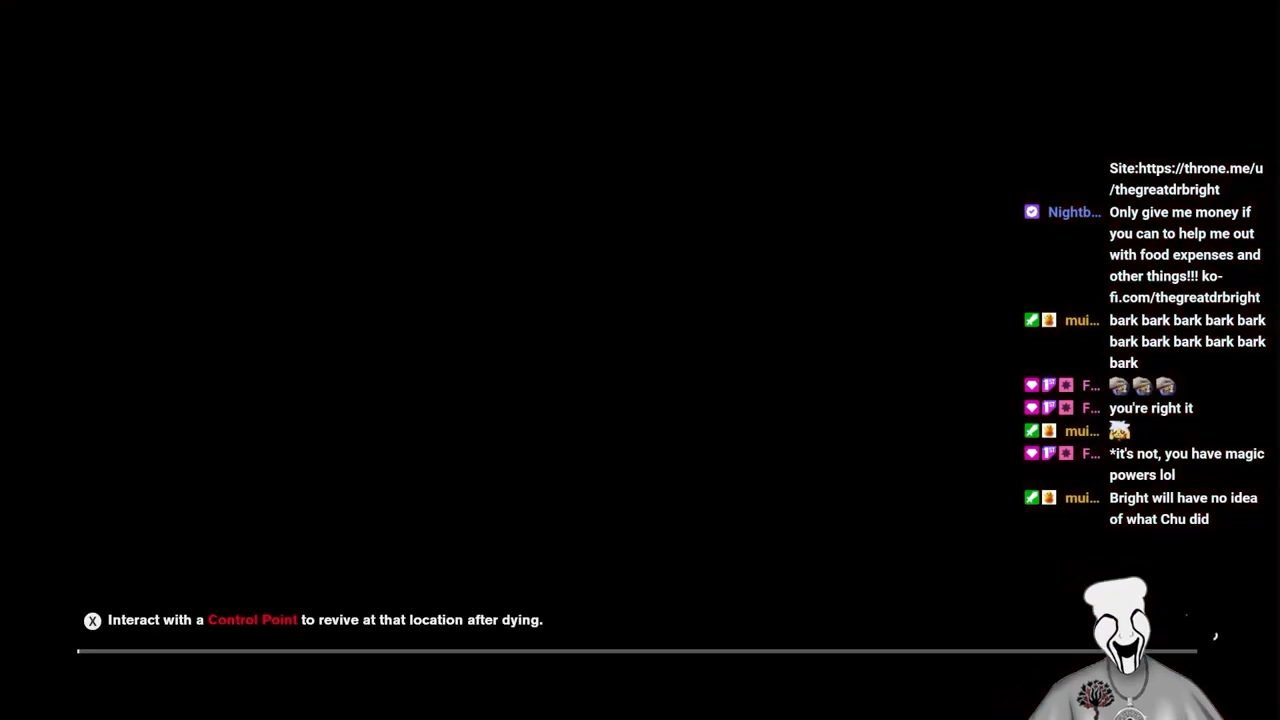 Site:https://throne.me/u
/thegreatdrbright
Nightb... Only give me money if
you can to help me out
with food expenses and
other things!!! ko-
fi.com/thegreatdrbright
mui... bark bark bark bark bark
bark bark bark bark bark
bark
F...
F... you're right it
mui...
F... *it's not, you have magic
powers lol
mui... Bright will have no idea
of what Chu did
X Interact with a Control Point to revive at that location after dying.